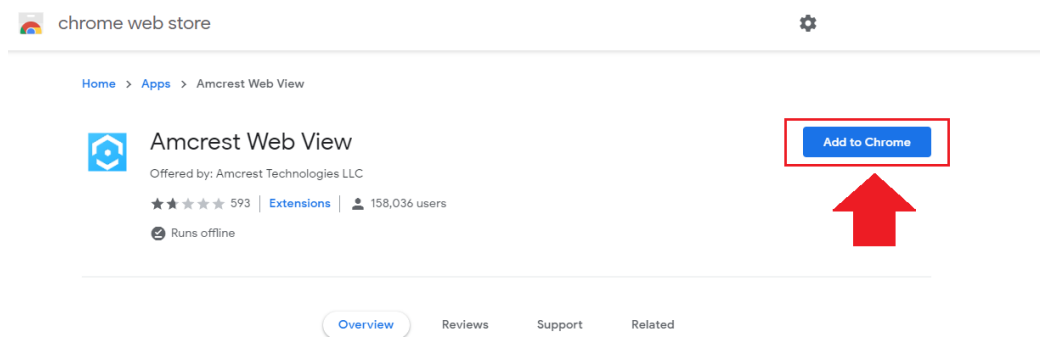 chrome web store
Home > Apps > Amcrest Web View
Amcrest Web View
Add to Chrome
Offered by: Amcrest Technologies LLC
593 | Extensions | 158,036 users
Runs offline
Overview Reviews Support Related